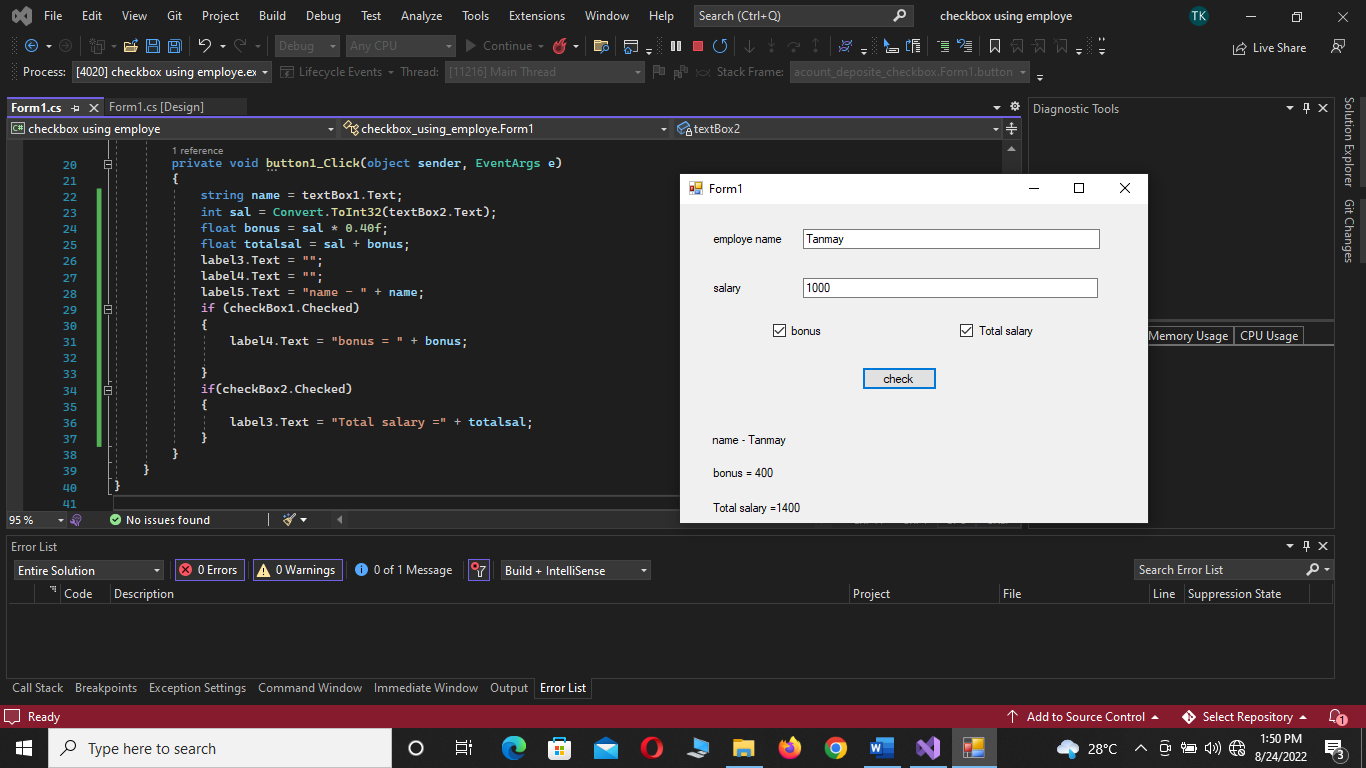 File Edit View Git Project Build Debug Test Analyze Tools Extensions Window Help Search (Ctrl+Q) checkbox using employe TK
Debug Any CPU Continue Live Share
Process: [4020] checkbox using employe.ex Lifecycle Events Thread: [11216] Main Thread Stack Frame: acount_deposite_checkbox.Form1.button
Form1.cs Form1.cs [Design]
C# checkbox using employe checkbox_using_employe.Form1 textBox2
1 reference
20 private void button1_Click(object sender, EventArgs e)
21 {
22 string name = textBox1.Text;
23 int sal = Convert.ToInt32(textBox2.Text);
24 float bonus = sal * 0.40f;
25 float totalsal = sal + bonus;
26 label3.Text = "";
27 label4.Text = "";
28 label5.Text = "name - " + name;
29 if (checkBox1.Checked)
30 {
31 label4.Text = "bonus = " + bonus;
32
33 }
34 if(checkBox2.Checked)
35 {
36 label3.Text = "Total salary =" + totalsal;
37 }
38 }
39 }
40 }
41
95 % No issues found
Form1
employe name Tanmay
salary 1000
bonus Total salary
check
name - Tanmay
bonus = 400
Total salary =1400
Diagnostic Tools
Memory Usage CPU Usage
Solution Explorer
Git Changes
Error List
Entire Solution 0 Errors 0 Warnings 0 of 1 Message Build + IntelliSense Search Error List
Code Description Project File Line Suppression State
Call Stack Breakpoints Exception Settings Command Window Immediate Window Output Error List
Ready Add to Source Control Select Repository 1
Type here to search 28°C 1:50 PM
8/24/2022 3